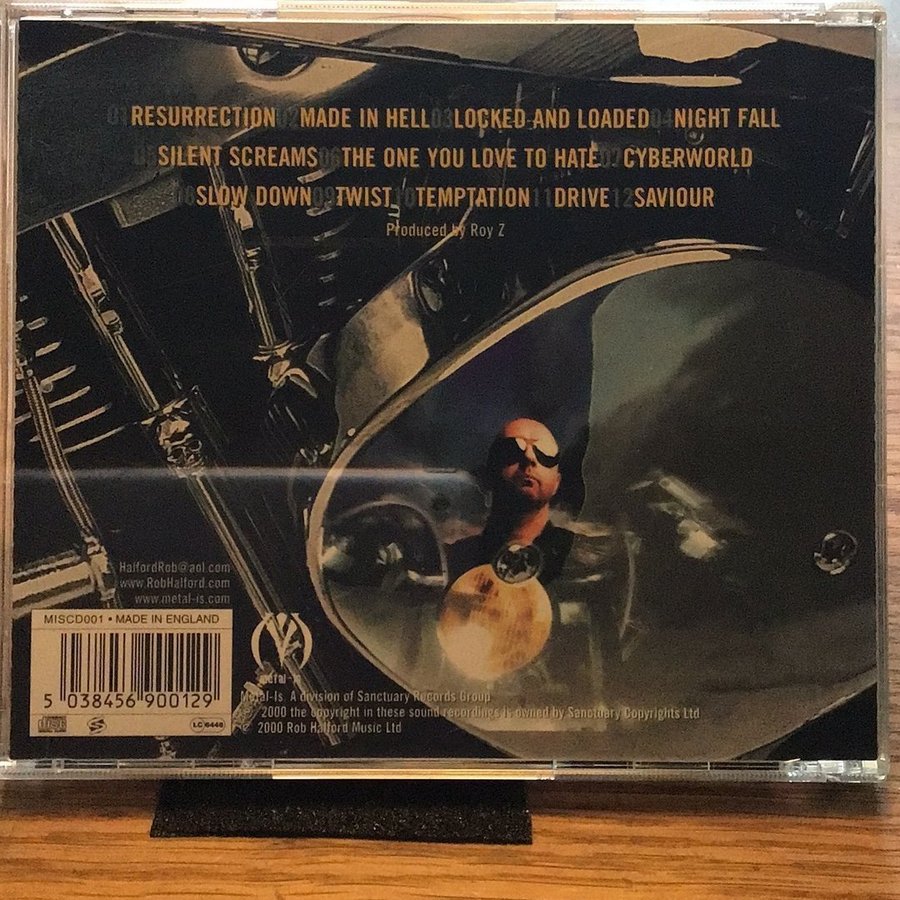 01 RESURRECTION 02 MADE IN HELL 03 LOCKED AND LOADED 04 NIGHT FALL
05 SILENT SCREAMS 06 THE ONE YOU LOVE TO HATE 07 CYBERWORLD
08 SLOW DOWN 09 TWIST 10 TEMPTATION 11 DRIVE 12 SAVIOUR
Produced by Roy Z
HalfordRob@aol.com
www.RobHalford.com
www.metal-is.com
MISCD001 • MADE IN ENGLAND
5 038456 900129
LC 6448
metal-is
Metal-Is. A division of Sanctuary Records Group
℗ 2000 the copyright in these sound recordings is owned by Sanctuary Copyrights Ltd
© 2000 Rob Halford Music Ltd